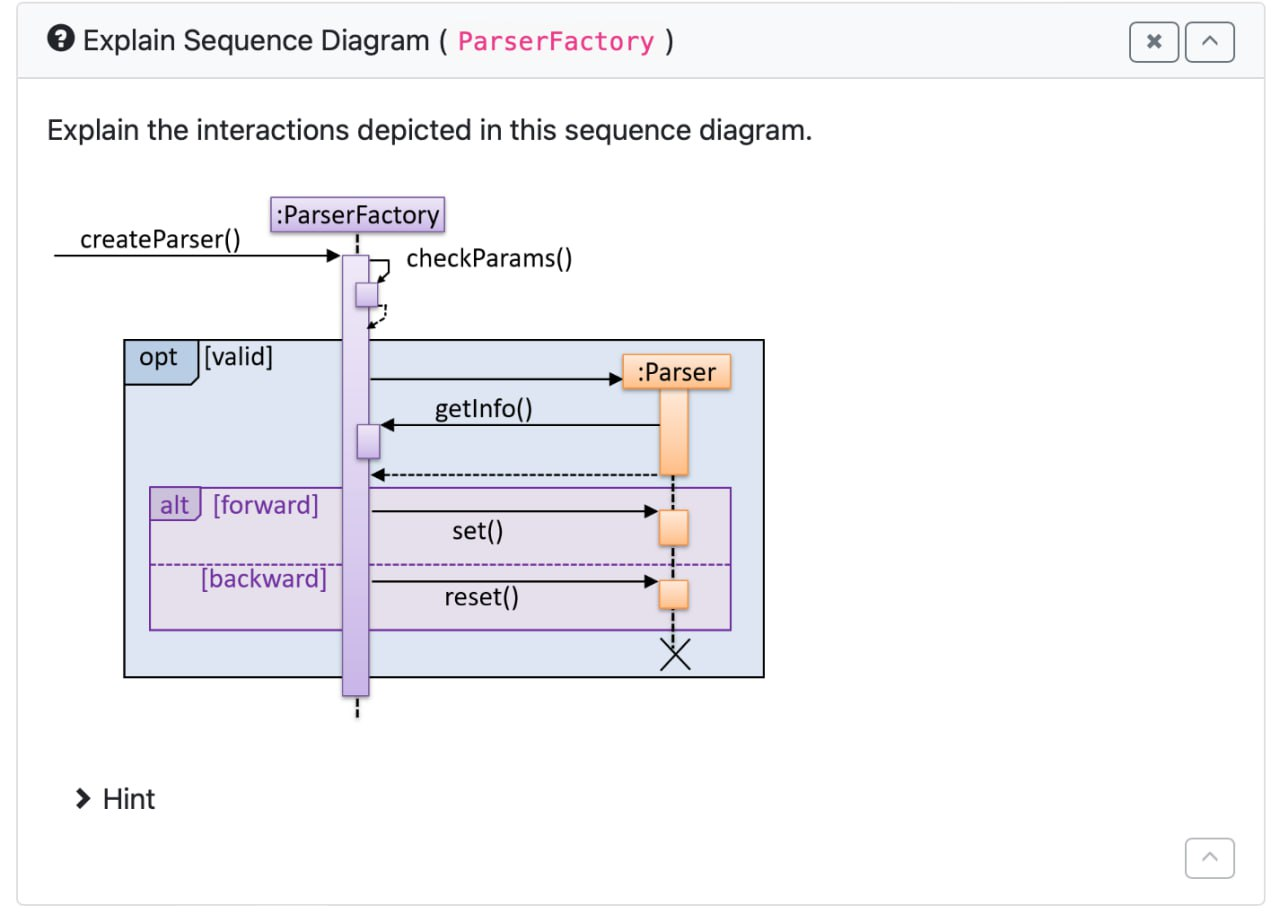 Explain Sequence Diagram ( ParserFactory )
Explain the interactions depicted in this sequence diagram.
:ParserFactory
createParser()
checkParams()
opt [valid]
:Parser
getInfo()
alt [forward]
set()
[backward]
reset()
Hint